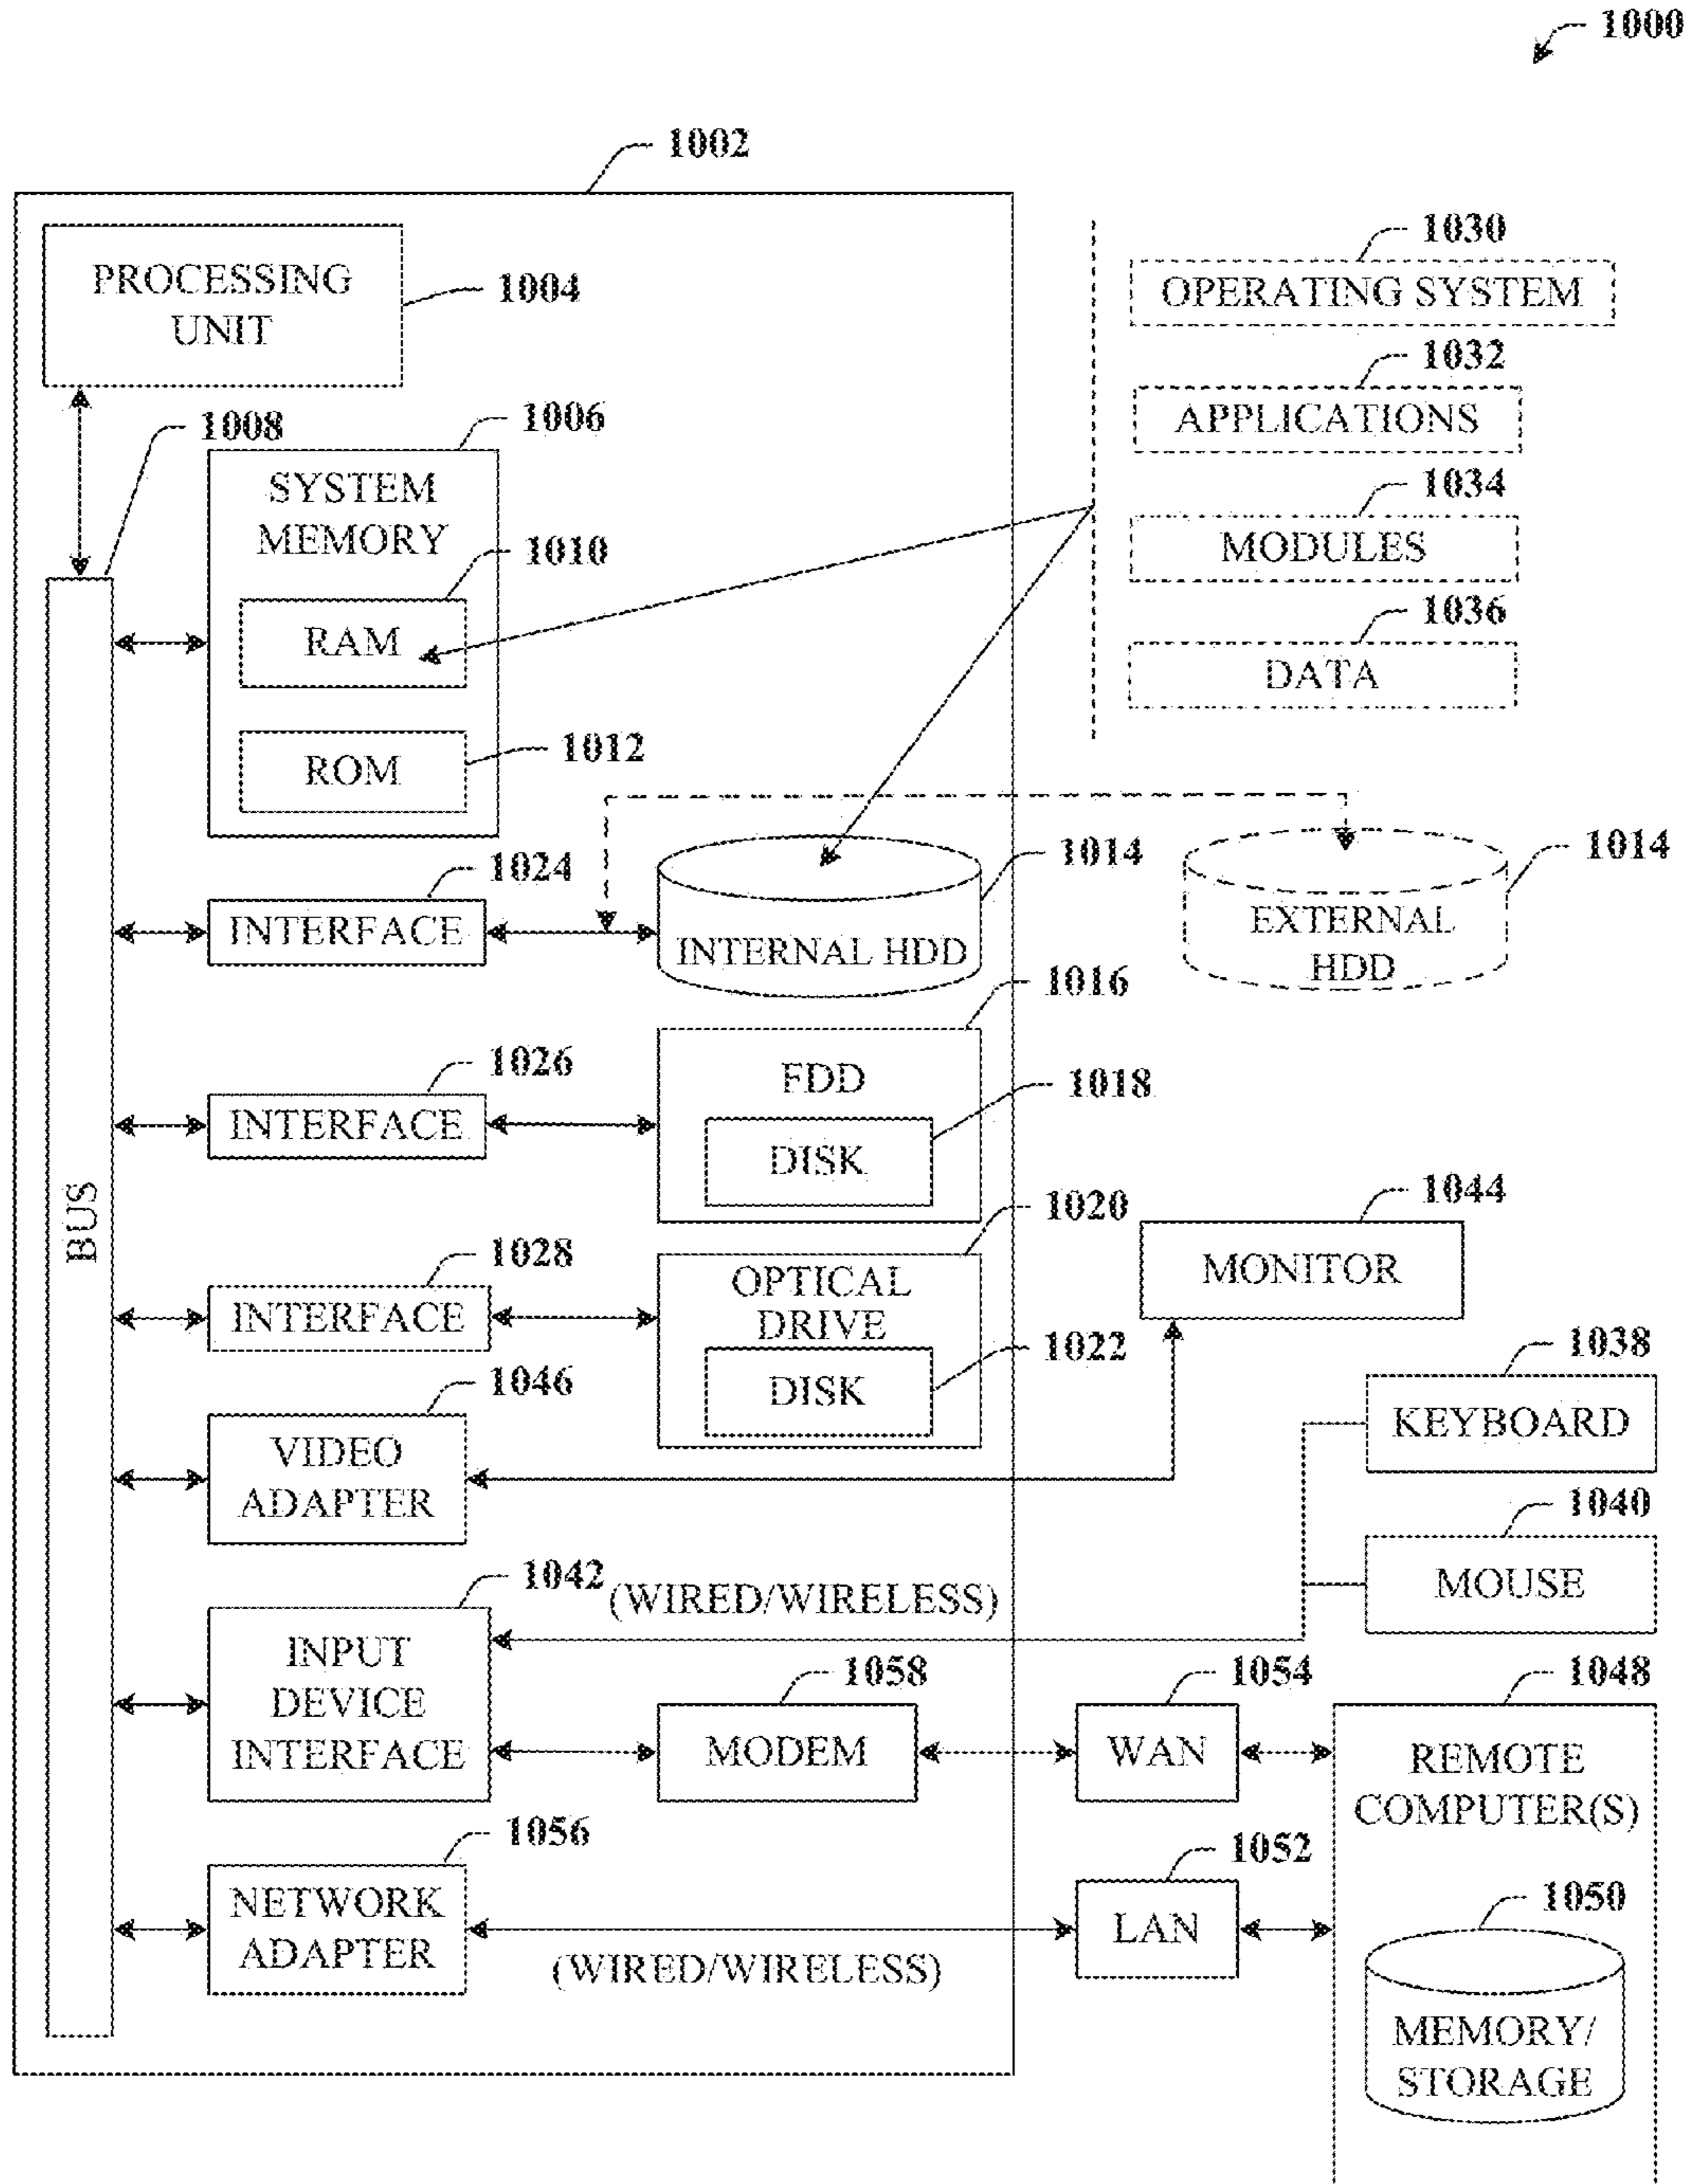 1000
1002
PROCESSING
UNIT
1004
1030
OPERATING SYSTEM
1032
APPLICATIONS
1034
MODULES
1036
DATA
1008
1006
SYSTEM
MEMORY
1010
RAM
1012
ROM
1024
INTERFACE
1014
INTERNAL HDD
1014
EXTERNAL
HDD
1016
FDD
1026
INTERFACE
1018
DISK
BUS
1020
OPTICAL
DRIVE
1028
INTERFACE
1022
DISK
1044
MONITOR
1046
VIDEO
ADAPTER
1038
KEYBOARD
1040
MOUSE
1042
(WIRED/WIRELESS)
INPUT
DEVICE
INTERFACE
1058
MODEM
1054
WAN
1048
REMOTE
COMPUTER(S)
1056
NETWORK
ADAPTER
(WIRED/WIRELESS)
1052
LAN
1050
MEMORY/
STORAGE